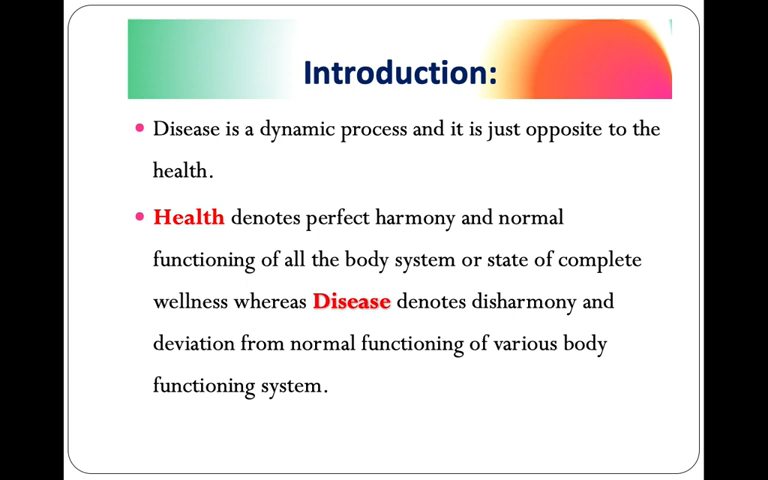 Introduction:
• Disease is a dynamic process and it is just opposite to the
health.
• Health denotes perfect harmony and normal
functioning of all the body system or state of complete
wellness whereas Disease denotes disharmony and
deviation from normal functioning of various body
functioning system.